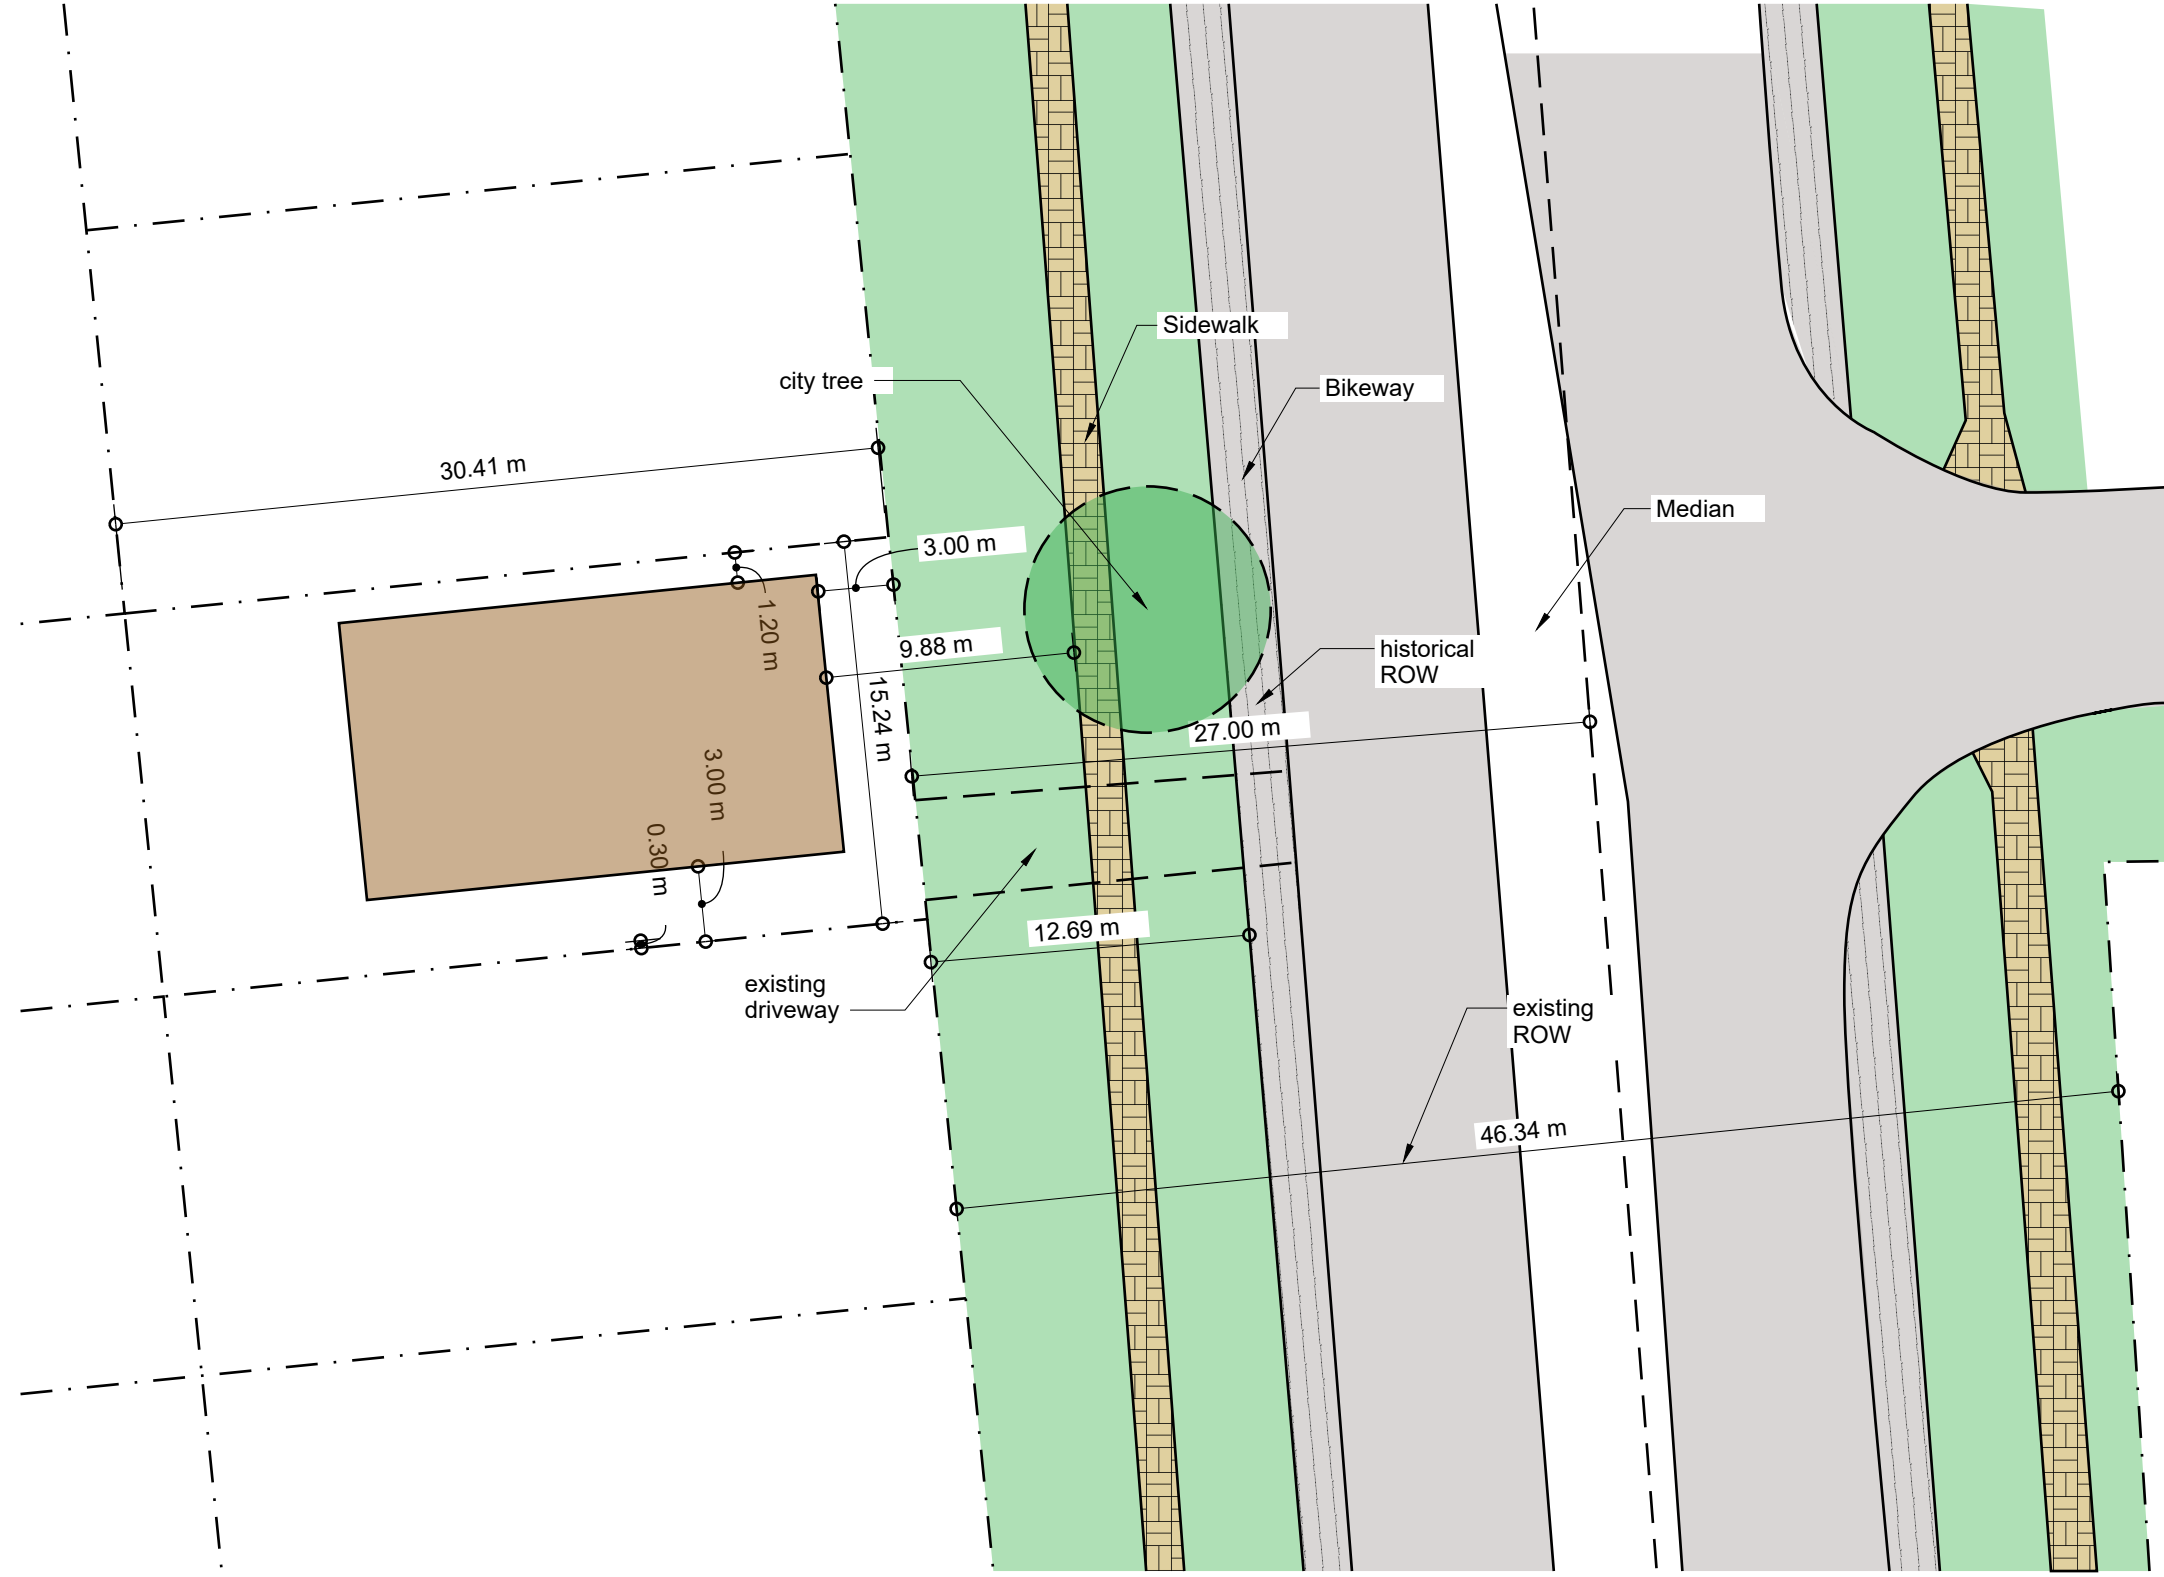 Sidewalk
city tree
Bikeway
30.41 m
Median
3.00 m
1.20 m
9.88 m
historical
ROW
15.24 m
27.00 m
3.00 m
0.30 m
12.69 m
existing
driveway
existing
ROW
46.34 m